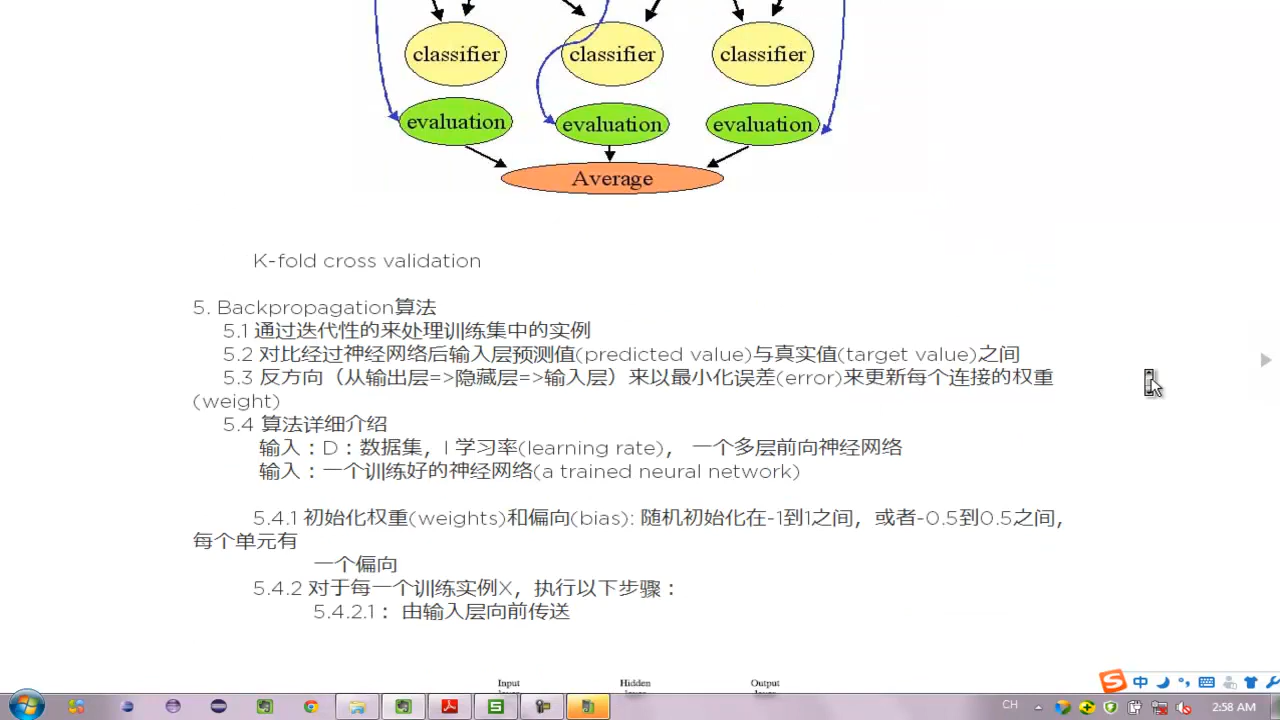 classifier classifier classifier
evaluation evaluation evaluation
Average
K-fold cross validation
5. Backpropagation算法
5.1 通过迭代性的来处理训练集中的实例
5.2 对比经过神经网络后输入层预测值(predicted value)与真实值(target value)之间
5.3 反方向（从输出层=>隐藏层=>输入层）来以最小化误差(error)来更新每个连接的权重
(weight)
5.4 算法详细介绍
输入：D：数据集，l 学习率(learning rate)， 一个多层前向神经网络
输入：一个训练好的神经网络(a trained neural network)
5.4.1 初始化权重(weights)和偏向(bias): 随机初始化在-1到1之间，或者-0.5到0.5之间，
每个单元有
一个偏向
5.4.2 对于每一个训练实例X，执行以下步骤：
5.4.2.1： 由输入层向前传送
Input Hidden Output
中
CH 2:58 AM